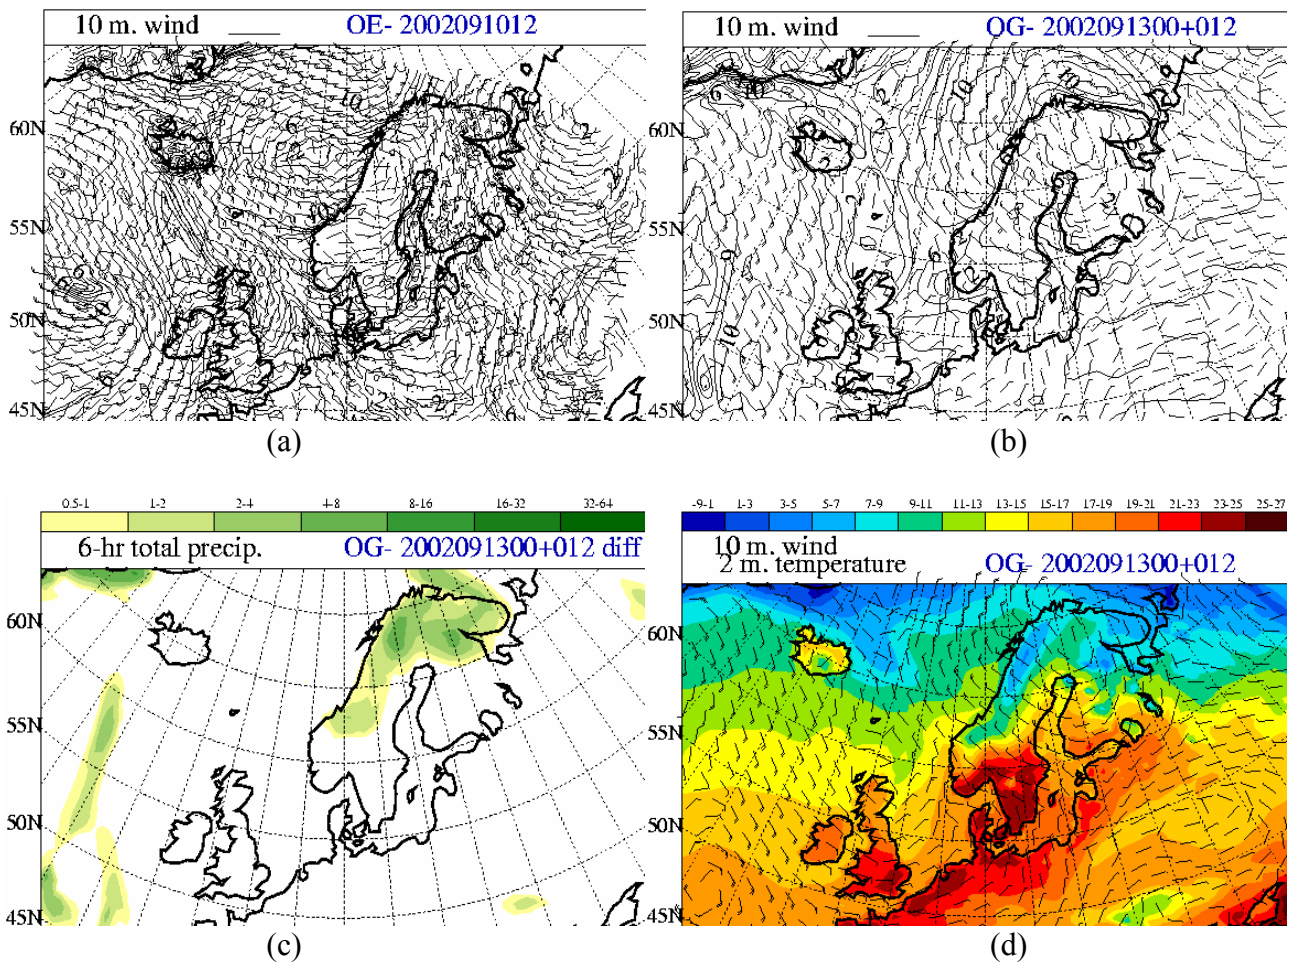 10 m. wind OE- 2002091012
60N
55N
50N
45N
(a)
10 m. wind OG- 2002091300+012
60N
55N
50N
45N
(b)
0.5-1 1-2 2-4 4-8 8-16 16-32 32-64
6-hr total precip. OG- 2002091300+012 diff
60N
55N
50N
45N
(c)
-9-1 1-3 3-5 5-7 7-9 9-11 11-13 13-15 15-17 17-19 19-21 21-23 23-25 25-27
10 m. wind
2 m. temperature OG- 2002091300+012
60N
55N
50N
45N
(d)